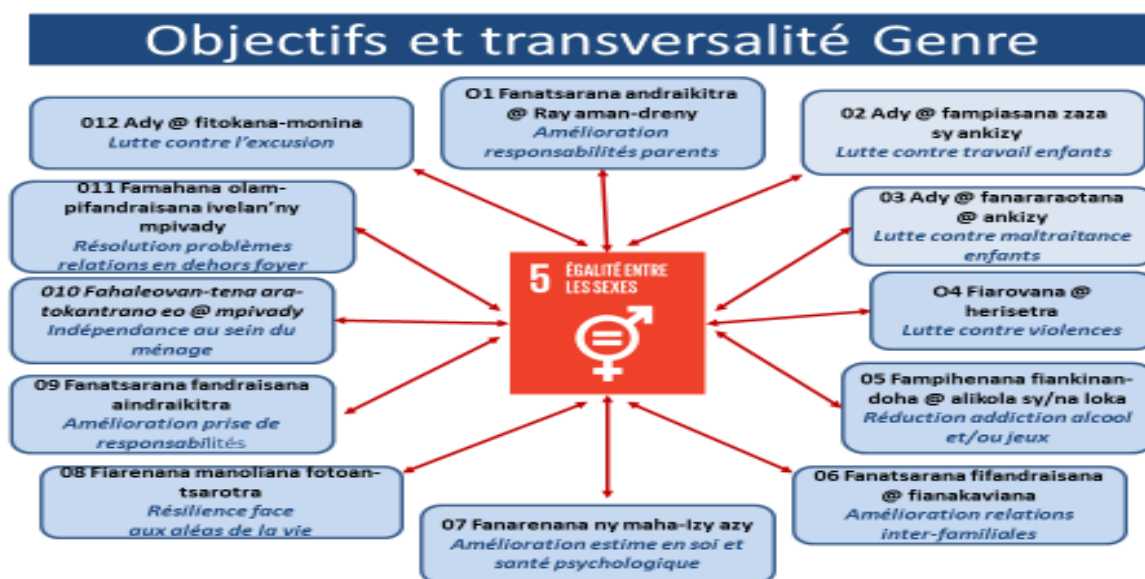 Objectifs et transversalité Genre
O1 Fanatsarana andraikitra
@ Ray aman-dreny
Amélioration
responsabilités parents
02 Ady @ fampiasana zaza
sy ankizy
Lutte contre travail enfants
03 Ady @ fanararaotana
@ ankizy
Lutte contre maltraitance
enfants
O4 Fiarovana @
herisetra
Lutte contre violences
05 Fampihenana fiankinan-
doha @ alikola sy/na loka
Réduction addiction alcool
et/ou jeux
06 Fanatsarana fifandraisana
@ fianakaviana
Amélioration relations
inter-familiales
07 Fanarenana ny maha-Izy azy
Amélioration estime en soi et
santé psychologique
08 Fiarenana manoliana fotoan-
tsarotra
Résilience face
aux aléas de la vie
09 Fanatsarana fandraisana
aindraikitra
Amélioration prise de
responsabilités
010 Fahaleovan-tena ara-
tokantrano eo @ mpivady
Indépendance au sein du
ménage
011 Famahana olam-
pifandraisana ivelan'ny
mpivady
Résolution problèmes
relations en dehors foyer
012 Ady @ fitokana-monina
Lutte contre l'excusion
5 ÉGALITÉ ENTRE
LES SEXES